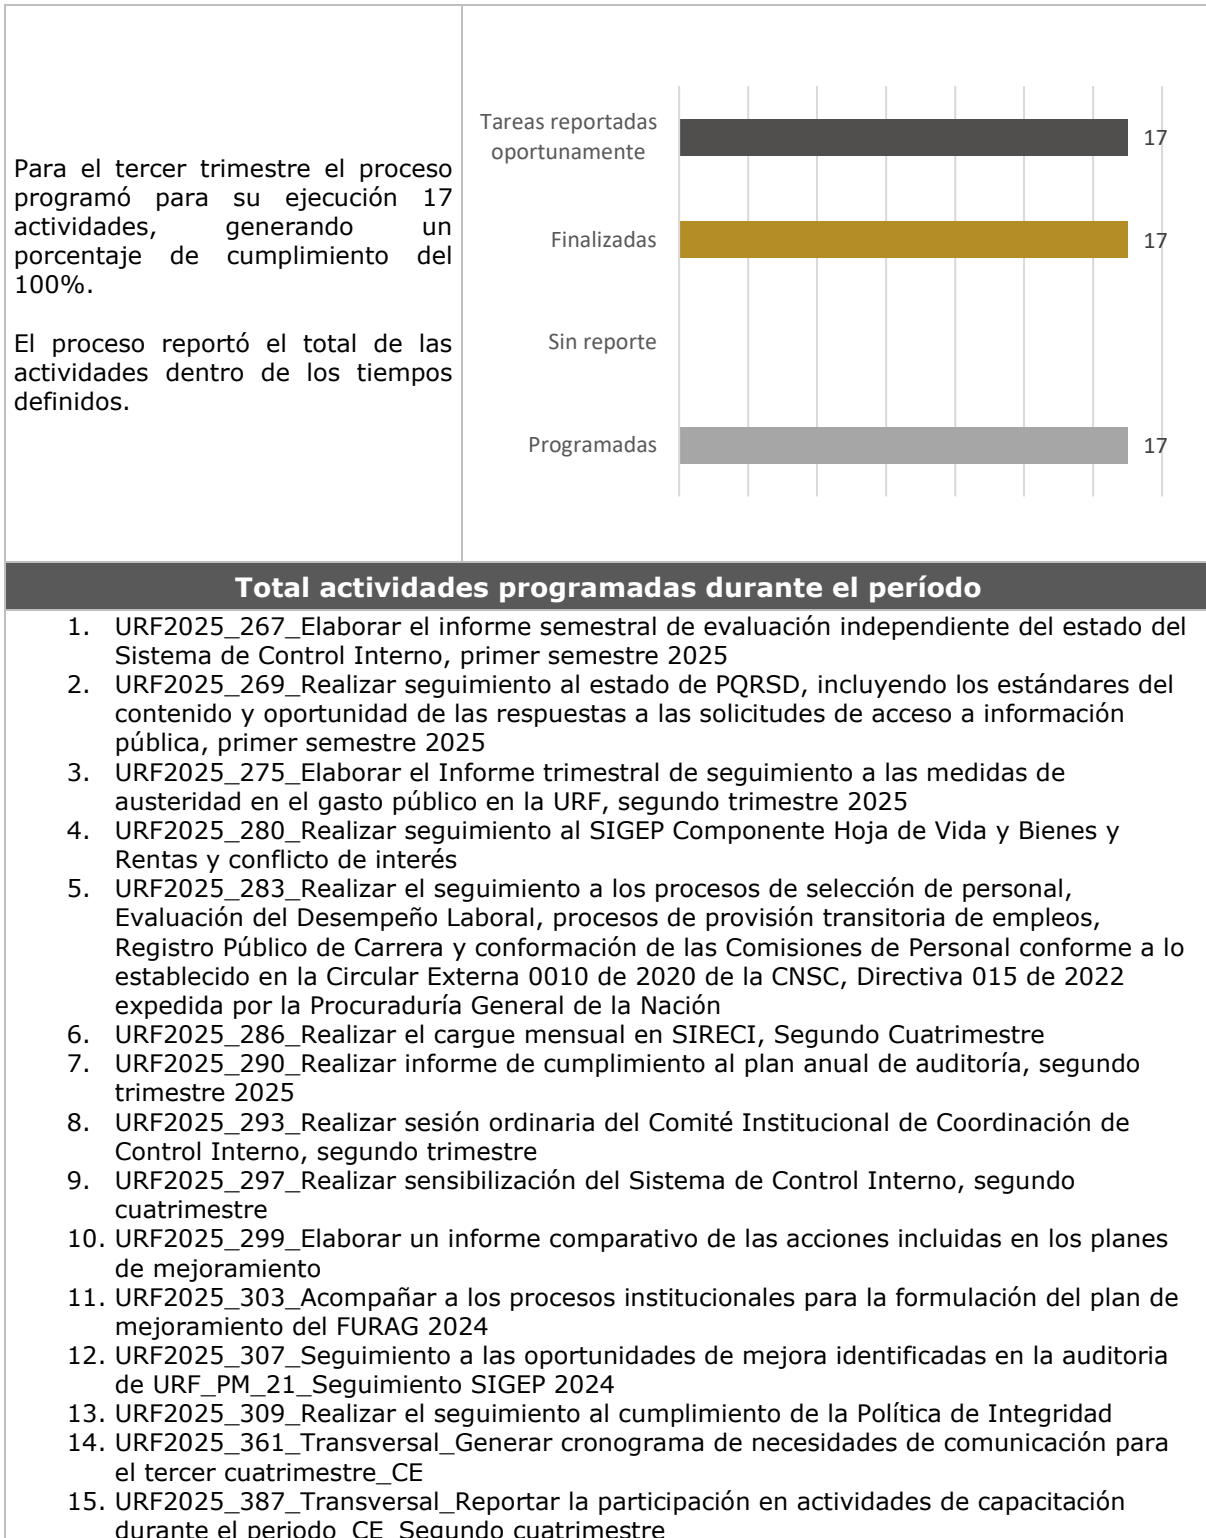 Para el tercer trimestre el proceso
programó para su ejecución 17
actividades, generando un
porcentaje de cumplimiento del
100%.
El proceso reportó el total de las
actividades dentro de los tiempos
definidos.
Tareas reportadas
oportunamente
17
Finalizadas
17
Sin reporte
Programadas
17
Total actividades programadas durante el período
1. URF2025_267_Elaborar el informe semestral de evaluación independiente del estado del
Sistema de Control Interno, primer semestre 2025
2. URF2025_269_Realizar seguimiento al estado de PQRSD, incluyendo los estándares del
contenido y oportunidad de las respuestas a las solicitudes de acceso a información
pública, primer semestre 2025
3. URF2025_275_Elaborar el Informe trimestral de seguimiento a las medidas de
austeridad en el gasto público en la URF, segundo trimestre 2025
4. URF2025_280_Realizar seguimiento al SIGEP Componente Hoja de Vida y Bienes y
Rentas y conflicto de interés
5. URF2025_283_Realizar el seguimiento a los procesos de selección de personal,
Evaluación del Desempeño Laboral, procesos de provisión transitoria de empleos,
Registro Público de Carrera y conformación de las Comisiones de Personal conforme a lo
establecido en la Circular Externa 0010 de 2020 de la CNSC, Directiva 015 de 2022
expedida por la Procuraduría General de la Nación
6. URF2025_286_Realizar el cargue mensual en SIRECI, Segundo Cuatrimestre
7. URF2025_290_Realizar informe de cumplimiento al plan anual de auditoría, segundo
trimestre 2025
8. URF2025_293_Realizar sesión ordinaria del Comité Institucional de Coordinación de
Control Interno, segundo trimestre
9. URF2025_297_Realizar sensibilización del Sistema de Control Interno, segundo
cuatrimestre
10. URF2025_299_Elaborar un informe comparativo de las acciones incluidas en los planes
de mejoramiento
11. URF2025_303_Acompañar a los procesos institucionales para la formulación del plan de
mejoramiento del FURAG 2024
12. URF2025_307_Seguimiento a las oportunidades de mejora identificadas en la auditoria
de URF_PM_21_Seguimiento SIGEP 2024
13. URF2025_309_Realizar el seguimiento al cumplimiento de la Política de Integridad
14. URF2025_361_Transversal_Generar cronograma de necesidades de comunicación para
el tercer cuatrimestre_CE
15. URF2025_387_Transversal_Reportar la participación en actividades de capacitación
durante el periodo_CE_Segundo cuatrimestre